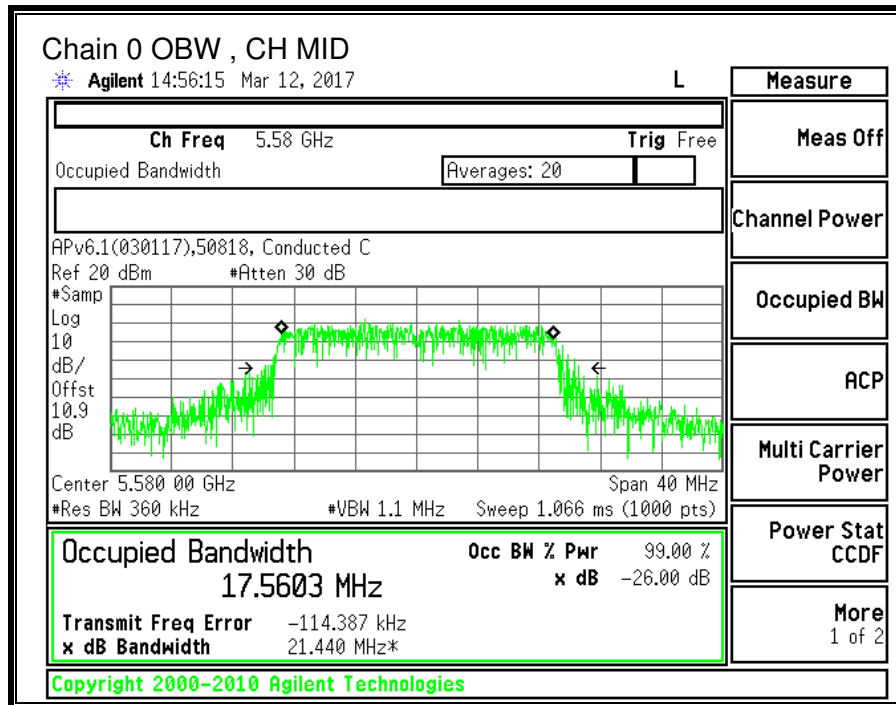 Chain 0 OBW , CH MID
Agilent 14:56:15 Mar 12, 2017 L
Measure
Ch Freq 5.58 GHz Trig Free
Occupied Bandwidth Averages: 20
APv6.1(030117),50818, Conducted C
Ref 20 dBm #Atten 30 dB
#Samp
Log
10
dB/
Offst
10.9
dB
Center 5.580 00 GHz Span 40 MHz
#Res BW 360 kHz #VBW 1.1 MHz Sweep 1.066 ms (1000 pts)
Occupied Bandwidth Occ BW % Pwr 99.00 %
17.5603 MHz x dB -26.00 dB
Transmit Freq Error -114.387 kHz
x dB Bandwidth 21.440 MHz*
Copyright 2000-2010 Agilent Technologies
Meas Off
Channel Power
Occupied BW
ACP
Multi Carrier
Power
Power Stat
CCDF
More
1 of 2